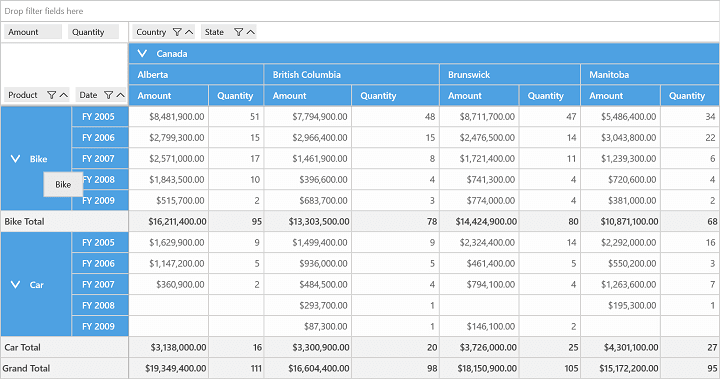 Drop filter fields here
Amount Quantity Country State
Canada
Alberta British Columbia Brunswick Manitoba
Product Date Amount Quantity Amount Quantity Amount Quantity Amount Quantity
FY 2005 $8,481,900.00 51 $7,794,900.00 48 $8,711,700.00 47 $5,486,400.00 34
FY 2006 $2,799,300.00 15 $2,966,400.00 15 $2,476,500.00 14 $3,043,800.00 22
Bike FY 2007 $2,571,000.00 17 $1,461,900.00 8 $1,721,400.00 11 $1,239,300.00 6
Bike FY 2008 $1,843,500.00 10 $396,600.00 4 $741,300.00 4 $720,600.00 4
FY 2009 $515,700.00 2 $683,700.00 3 $774,000.00 4 $381,000.00 2
Bike Total $16,211,400.00 95 $13,303,500.00 78 $14,424,900.00 80 $10,871,100.00 68
FY 2005 $1,629,900.00 9 $1,499,400.00 9 $2,324,400.00 14 $2,292,000.00 16
FY 2006 $1,147,200.00 5 $936,000.00 5 $461,400.00 5 $550,200.00 3
Car FY 2007 $360,900.00 2 $484,500.00 4 $794,100.00 4 $1,263,600.00 7
FY 2008 $293,700.00 1 $195,300.00 1
FY 2009 $87,300.00 1 $146,100.00 2
Car Total $3,138,000.00 16 $3,300,900.00 20 $3,726,000.00 25 $4,301,100.00 27
Grand Total $19,349,400.00 111 $16,604,400.00 98 $18,150,900.00 105 $15,172,200.00 95